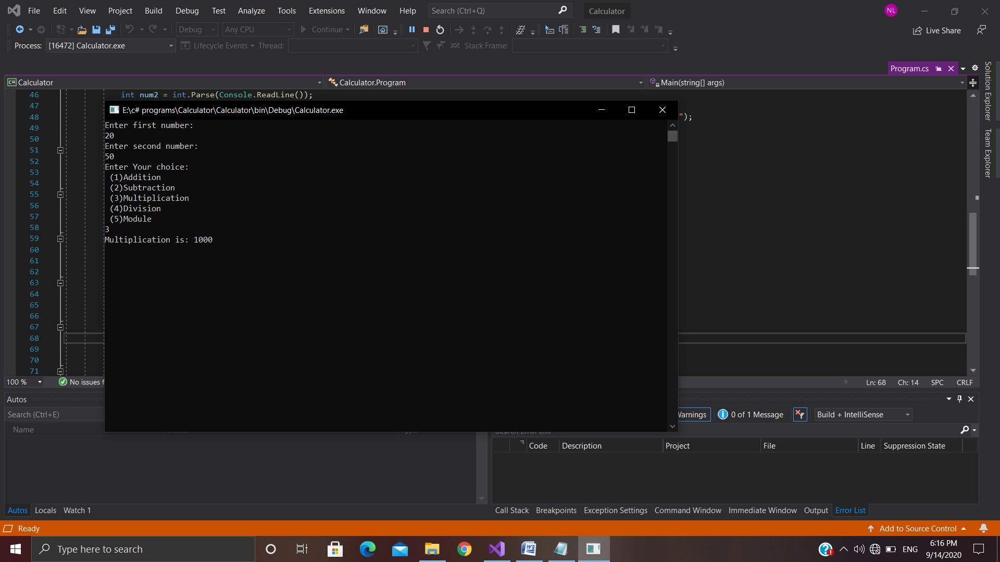 File Edit View Project Build Debug Test Analyze Tools Extensions Window Help Search (Ctrl+Q) Calculator NL
Debug Any CPU Continue Live Share
Process: [16472] Calculator.exe Lifecycle Events Thread: Stack Frame:
Program.cs
C# Calculator Calculator.Program Main(string[] args)
Solution Explorer
Team Explorer
46 int num2 = int.Parse(Console.ReadLine());
47
48 ");
49
50
51
52
53
54
55
56
57
58
59
60
61
62
63
64
65
66
67
68
69
70
71
E:\c# programs\Calculator\Calculator\bin\Debug\Calculator.exe
Enter first number:
20
Enter second number:
50
Enter Your choice:
(1)Addition
(2)Subtraction
(3)Multiplication
(4)Division
(5)Module
3
Multiplication is: 1000
100 % No issues Ln: 68 Ch: 14 SPC CRLF
Autos
Search (Ctrl+E)
Name
Warnings 0 of 1 Message Build + IntelliSense
Search Error List
Code Description Project File Line Suppression State
Autos Locals Watch 1
Call Stack Breakpoints Exception Settings Command Window Immediate Window Output Error List
Ready Add to Source Control
Type here to search
ENG 6:16 PM
9/14/2020